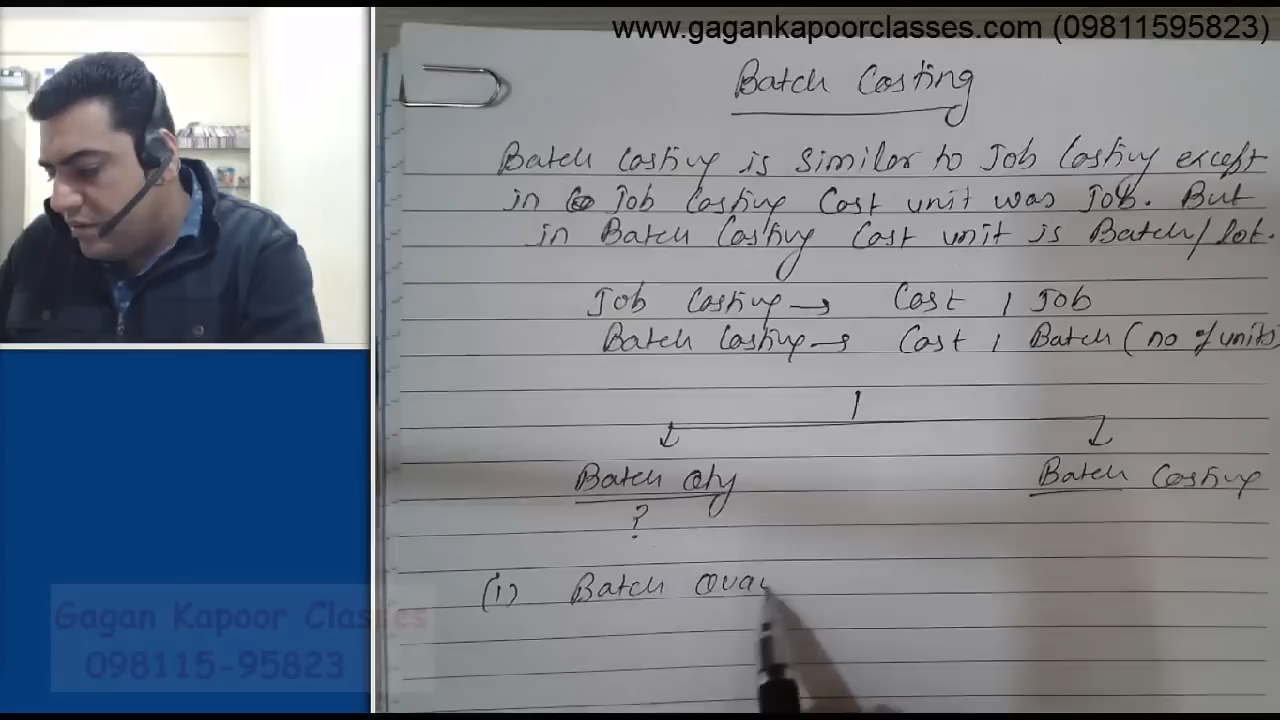 www.gagankapoorclasses.com (09811595823)
Batch Costing
Batch Costing is similar to Job Costing except
in Job Costing Cost unit was Job. But
in Batch Costing Cost unit is Batch/lot.
Job Costing → Cost / Job
Batch Costing → Cost / Batch (no of units)
Batch Qty Batch Costing
?
(i) Batch Quan
Gagan Kapoor Classes
098115-95823